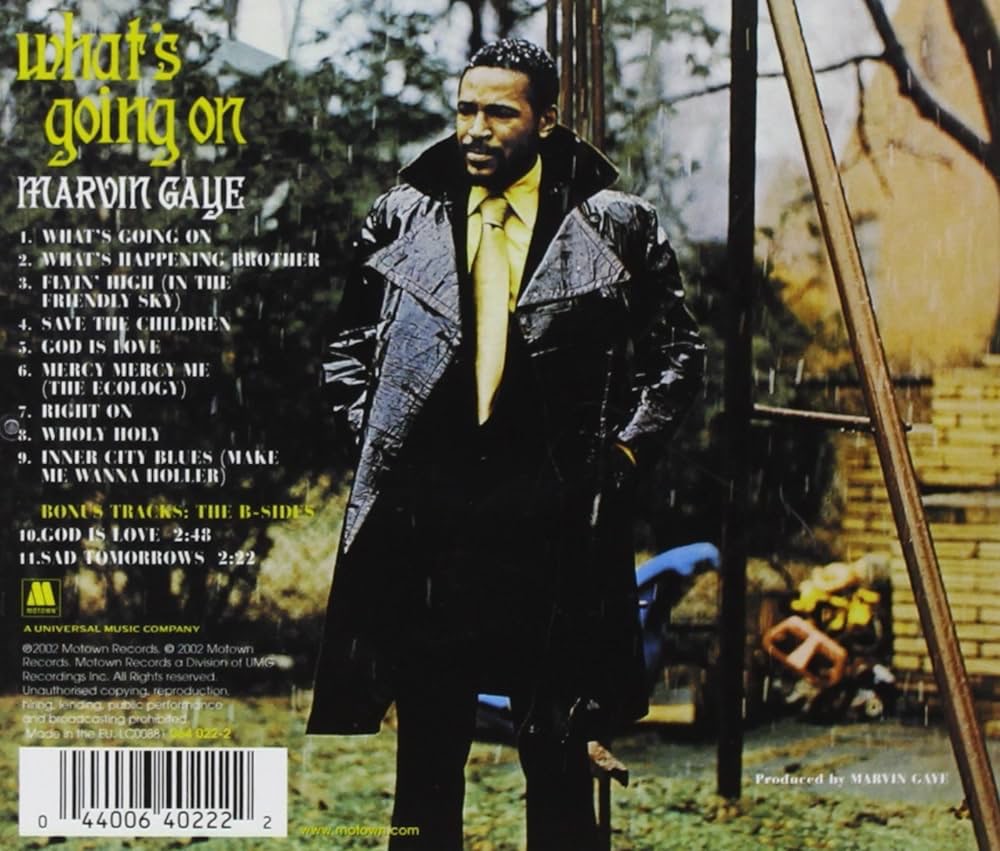 what's
going on
MARVIN GAYE
1. WHAT'S GOING ON
2. WHAT'S HAPPENING BROTHER
3. FLYIN' HIGH (IN THE
FRIENDLY SKY)
4. SAVE THE CHILDREN
5. GOD IS LOVE
6. MERCY MERCY ME
(THE ECOLOGY)
7. RIGHT ON
8. WHOLY HOLY
9. INNER CITY BLUES (MAKE
ME WANNA HOLLER)
BONUS TRACKS: THE B-SIDES
10.GOD IS LOVE 2:48
11.SAD TOMORROWS 2:22
M
MOTOWN
A UNIVERSAL MUSIC COMPANY
℗2002 Motown Records. © 2002 Motown
Records. Motown Records a Division of UMG
Recordings Inc. All Rights reserved.
Unauthorised copying, reproduction,
hiring, lending, public performance
and broadcasting prohibited.
Made in the EU. LC00881 064 022-2
0 44006 40222 2
www.motown.com
Produced by MARVIN GAYE